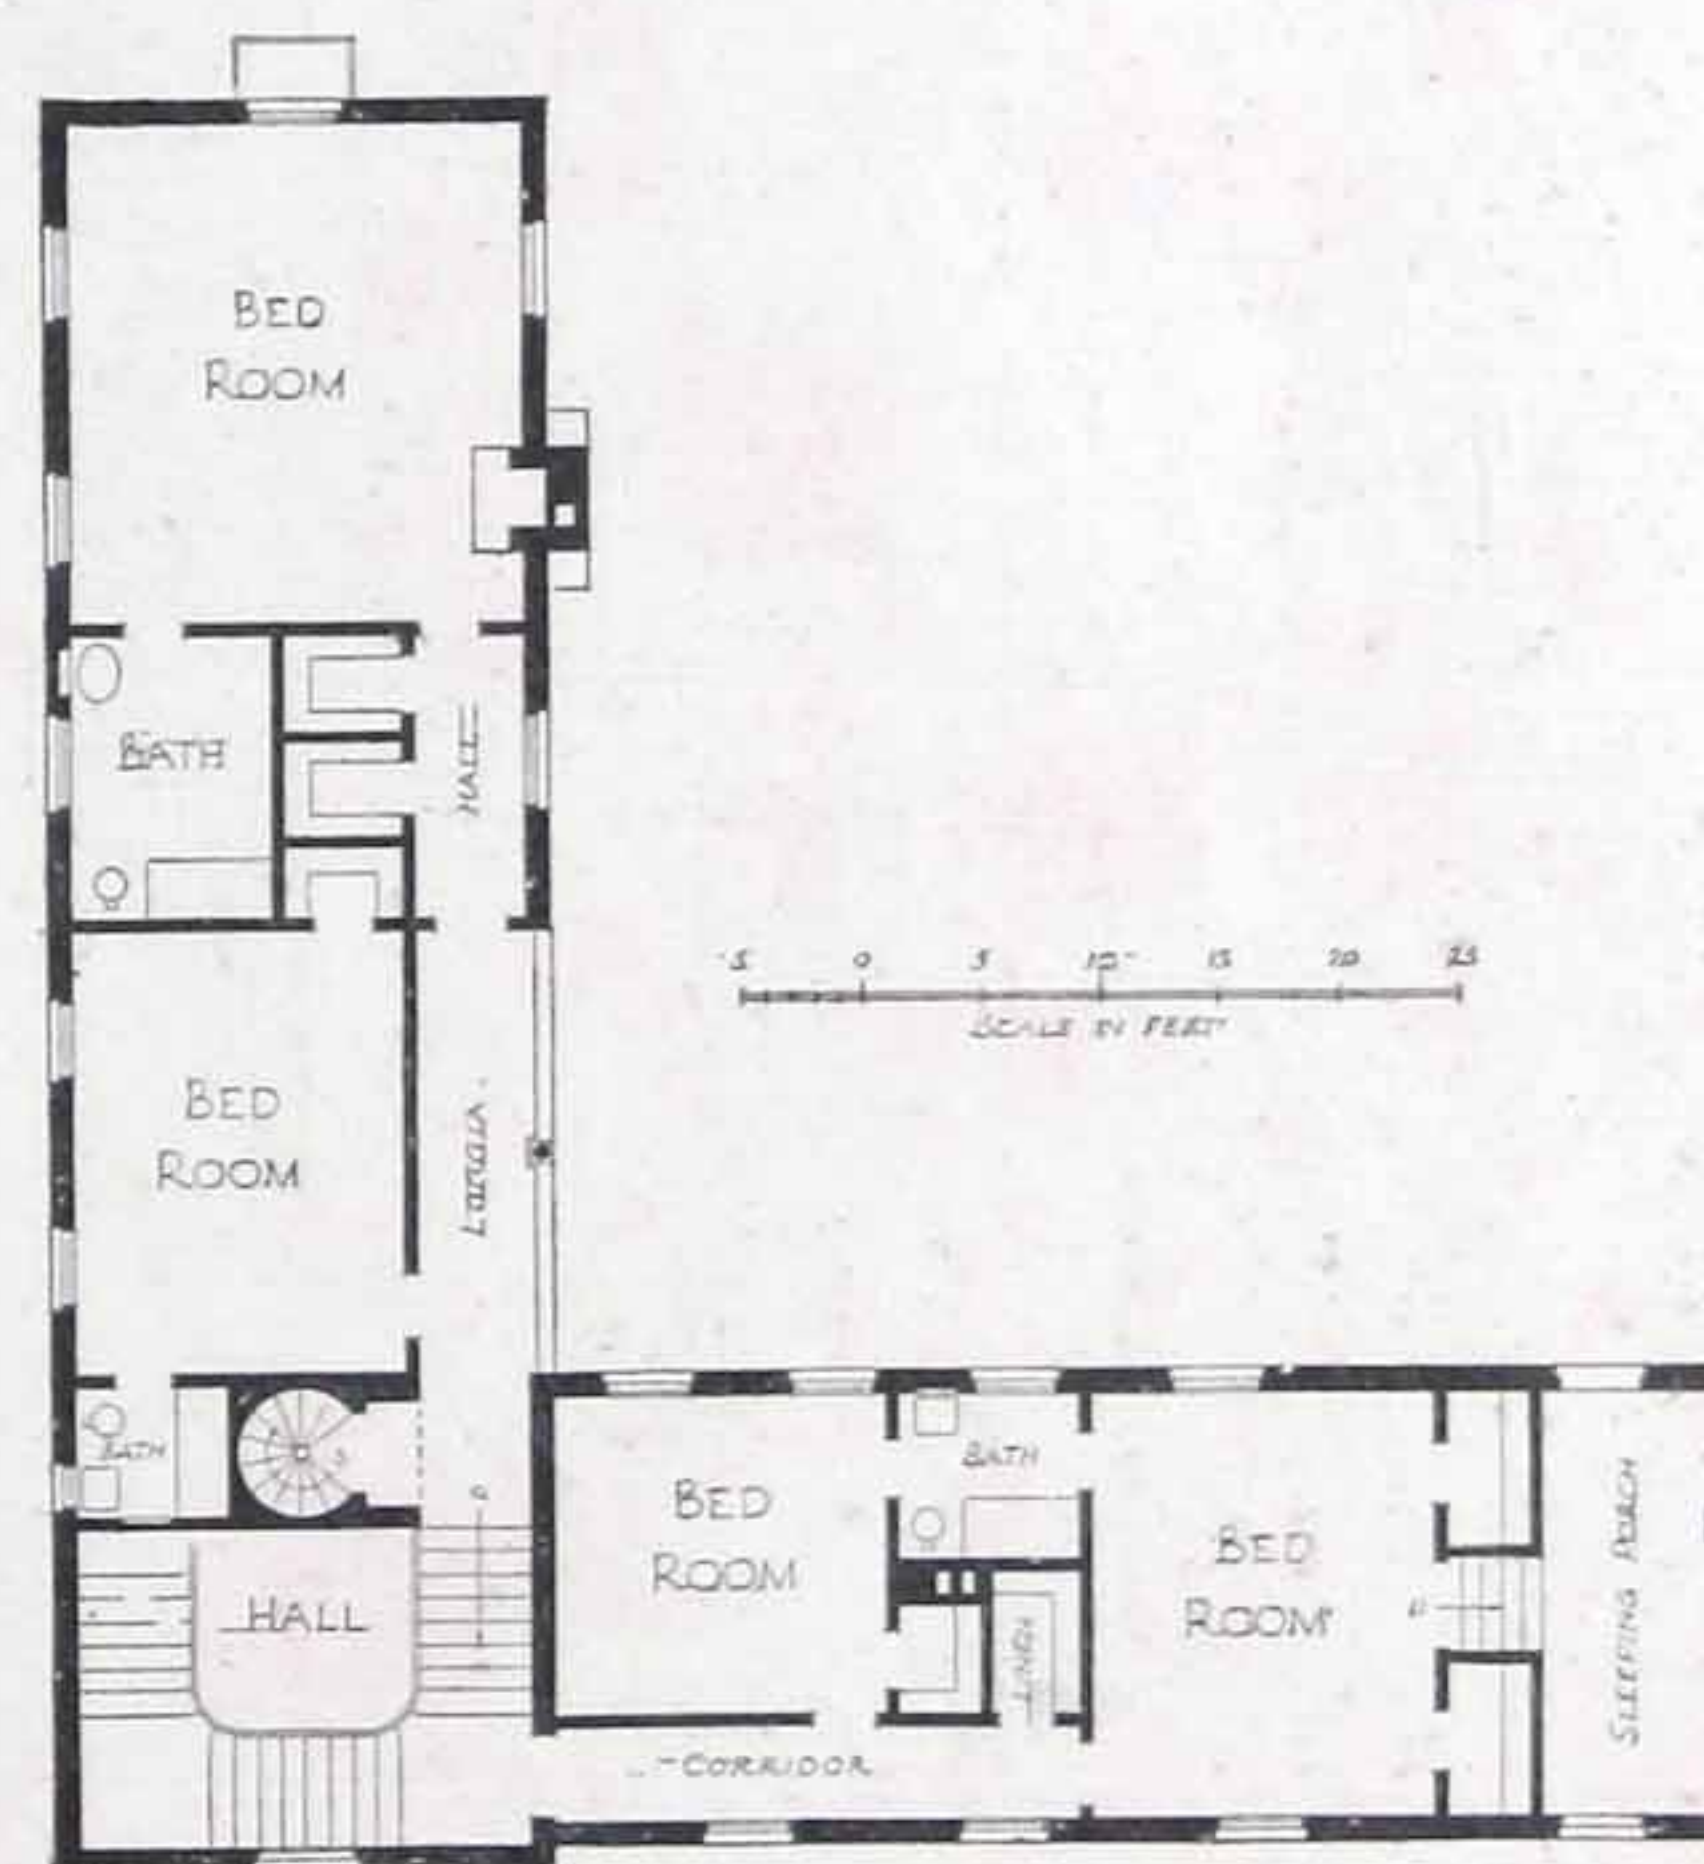 BED
ROOM
BATH
HALL
5 0 5 10 15 20 25
SCALE IN FEET
BED
ROOM
LOGGIA.
BATH
D
HALL
BED
ROOM
BATH
LINEN
BED
ROOM
D
SLEEPING PORCH
CORRIDOR